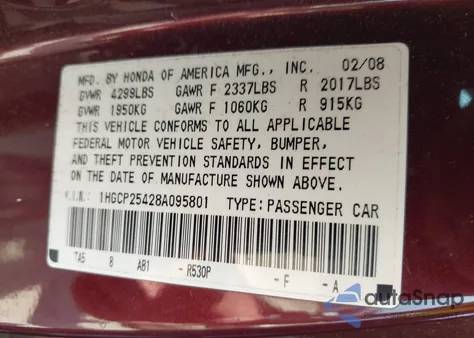 MFD. BY HONDA OF AMERICA MFG., INC. 02/08
GVWR 4299LBS GAWR F 2337LBS R 2017LBS
GVWR 1950KG GAWR F 1060KG R 915KG
THIS VEHICLE CONFORMS TO ALL APPLICABLE
FEDERAL MOTOR VEHICLE SAFETY, BUMPER,
AND THEFT PREVENTION STANDARDS IN EFFECT
ON THE DATE OF MANUFACTURE SHOWN ABOVE.
V.I.N.: 1HGCP25428A095801 TYPE:PASSENGER CAR
TA5 8 AB1 - R530P -F -A
autoSnap